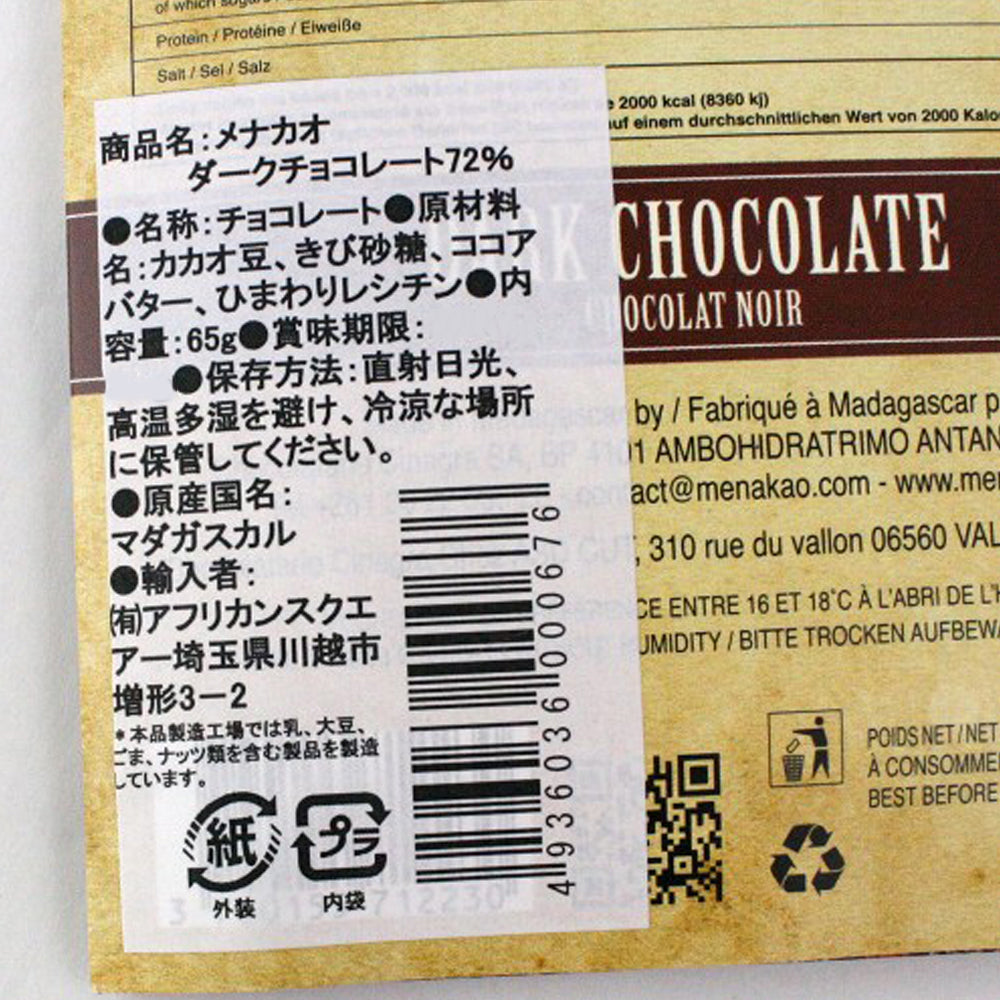 of which sugars /
Protein / Protéine / Eiweiße
Salt / Sel / Salz
2000 kcal (8360 kj)
auf einem durchschnittlichen Wert von 2000
商品名:メナカオ
ダークチョコレート72%
●名称:チョコレート●原材料
名:カカオ豆、きび砂糖、ココア
バター、ひまわりレシチン●内
容量:65g●賞味期限:
●保存方法:直射日光、
高温多湿を避け、冷涼な場所
に保管してください。
●原産国名:
マダガスカル
●輸入者:
㈲アフリカンスクエ
アー埼玉県川越市
増形3−2
*本品製造工場では乳、大豆、
ごま、ナッツ類を含む製品を製造
しています。
紙
外装
プラ
内袋
4936036000676
3 712230
DARK CHOCOLATE
CHOCOLAT NOIR
by / Fabriqué à Madagascar
AMBOHIDRATRIMO
@menakao.com - www.
310 rue du vallon 06560
ENTRE 16 ET 18°C À L'ABRI DE
HUMIDITY / BITTE TROCKEN
POIDS NET / NET
À CONSOMMER
BEST BEFORE